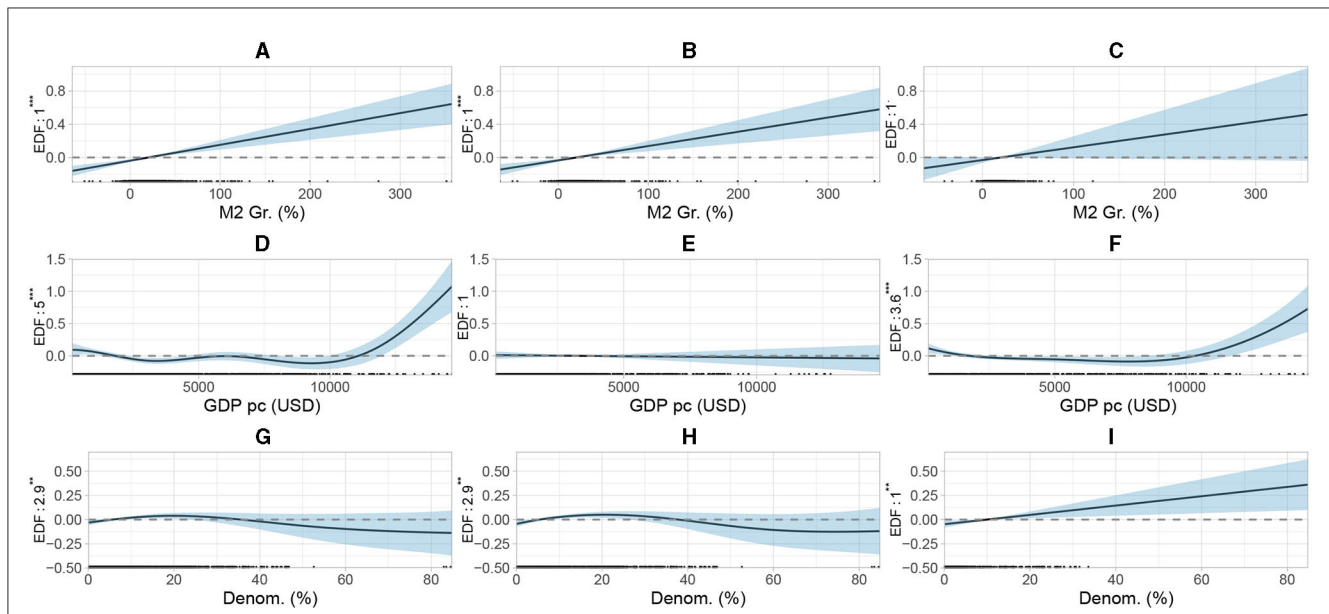 A B C
EDF : 1*** 0.8 0.4 0.0 EDF : 1*** 0.8 0.4 0.0 EDF : 1. 0.8 0.4 0.0
0 100 200 300 0 100 200 300 0 100 200 300
M2 Gr. (%) M2 Gr. (%) M2 Gr. (%)
D E F
EDF : 5*** 1.5 1.0 0.5 0.0 EDF : 1 1.5 1.0 0.5 0.0 EDF : 3.6*** 1.5 1.0 0.5 0.0
5000 10000 5000 10000 5000 10000
GDP pc (USD) GDP pc (USD) GDP pc (USD)
G H I
EDF : 2.9** 0.50 0.25 0.00 −0.25 −0.50 EDF : 2.9** 0.50 0.25 0.00 −0.25 −0.50 EDF : 1** 0.50 0.25 0.00 −0.25 −0.50
0 20 40 60 80 0 20 40 60 80 0 20 40 60 80
Denom. (%) Denom. (%) Denom. (%)